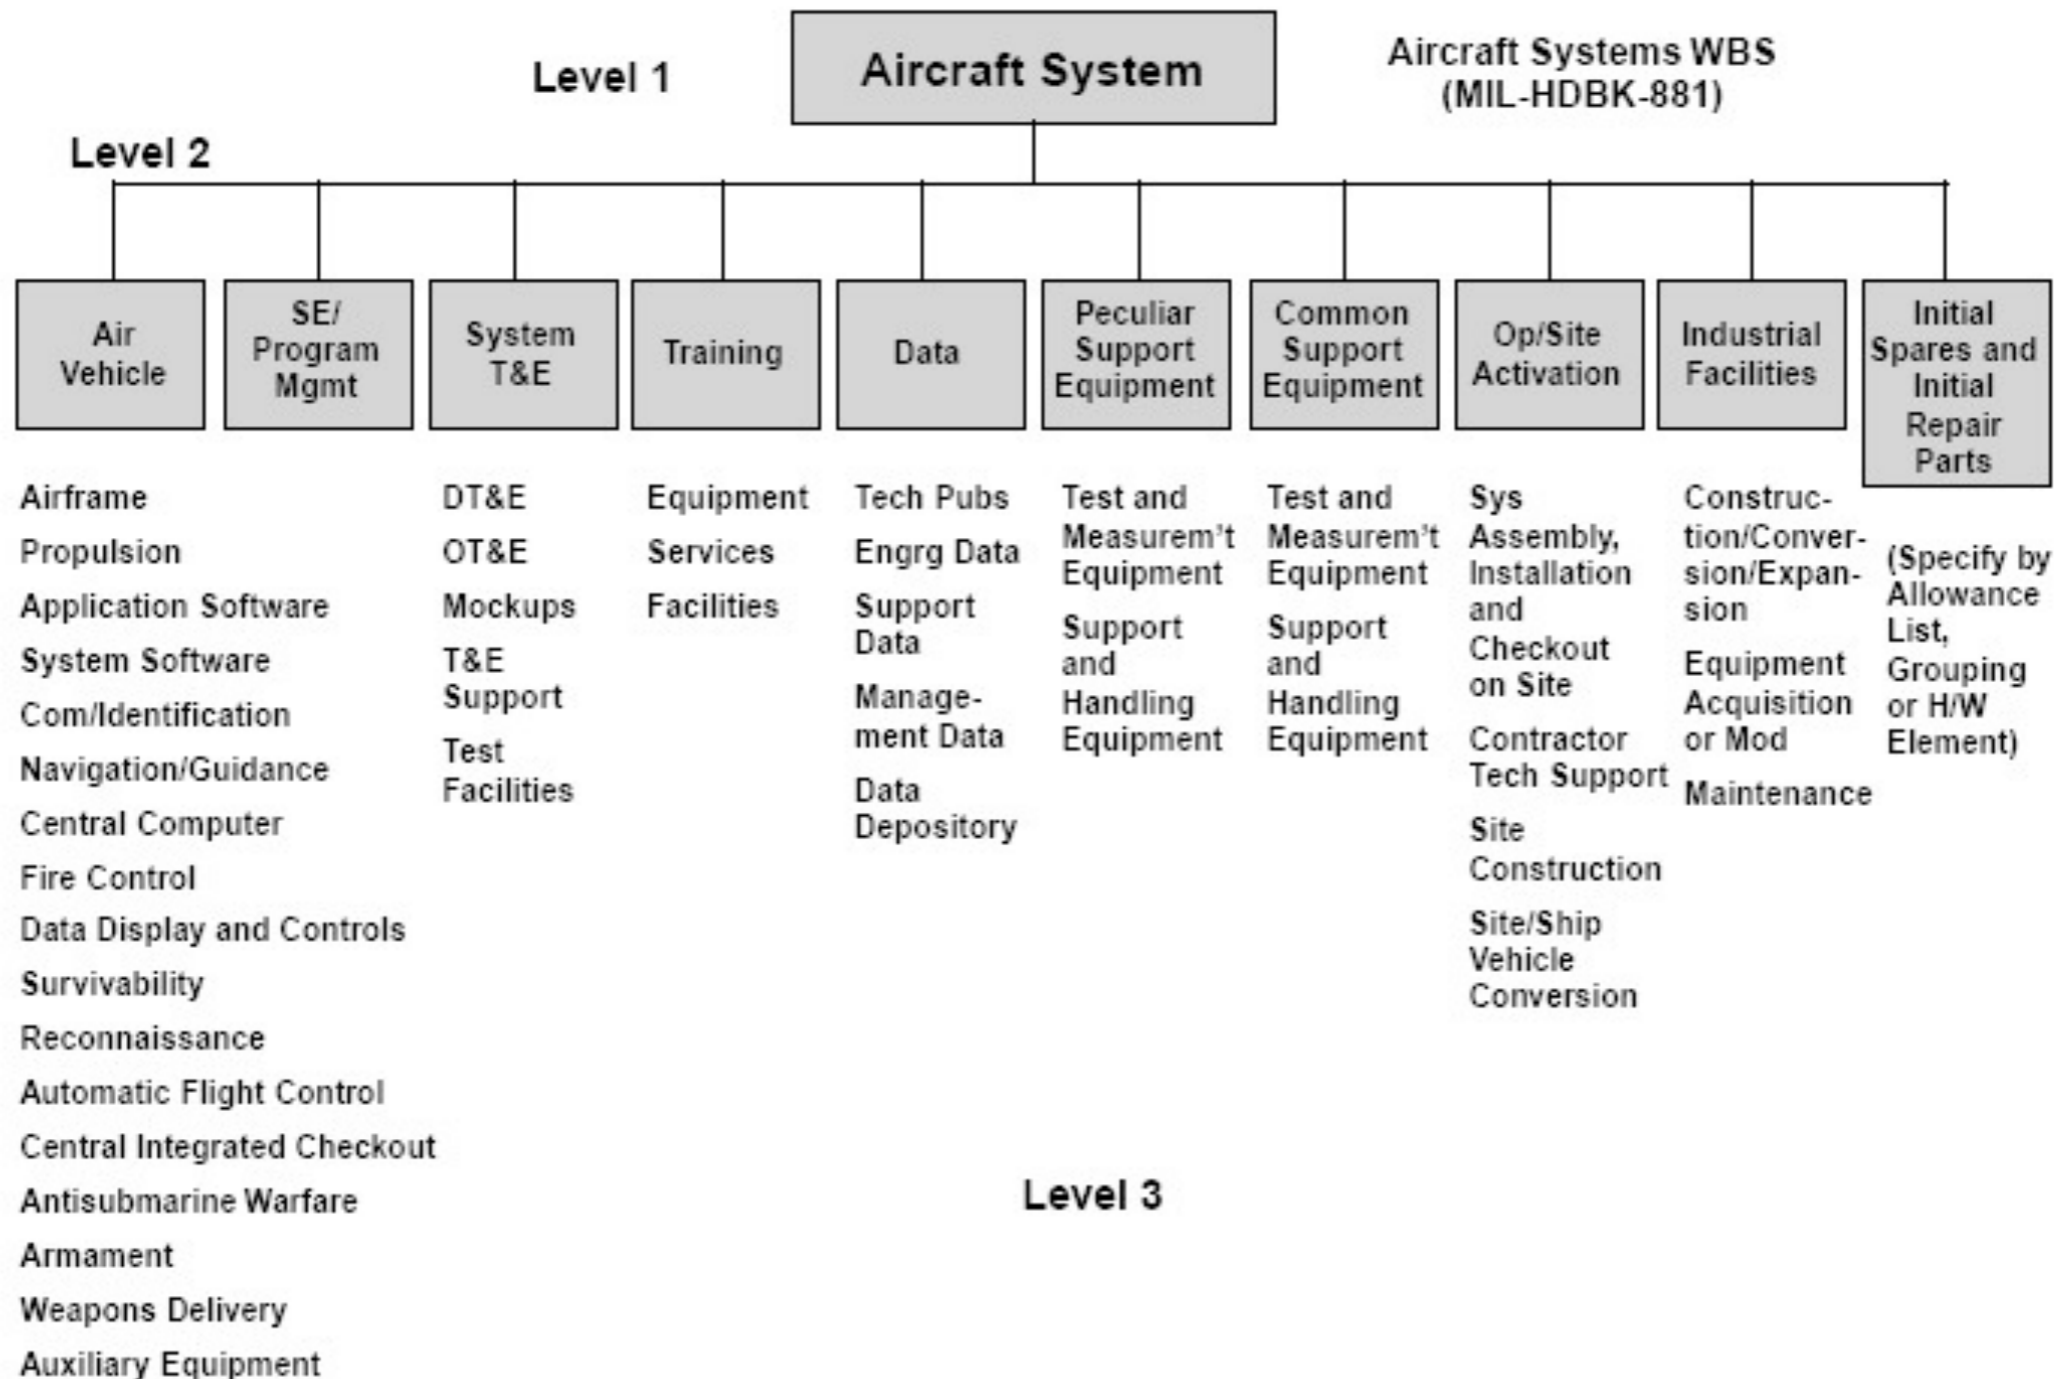 Level 1
Aircraft System
Aircraft Systems WBS
(MIL-HDBK-881)
Level 2
Air
Vehicle
SE/
Program
Mgmt
System
T&E
Training
Data
Peculiar
Support
Equipment
Common
Support
Equipment
Op/Site
Activation
Industrial
Facilities
Initial
Spares and
Initial
Repair
Parts
Airframe
Propulsion
Application Software
System Software
Com/Identification
Navigation/Guidance
Central Computer
Fire Control
Data Display and Controls
Survivability
Reconnaissance
Automatic Flight Control
Central Integrated Checkout
Antisubmarine Warfare
Armament
Weapons Delivery
Auxiliary Equipment
DT&E
OT&E
Mockups
T&E
Support
Test
Facilities
Equipment
Services
Facilities
Tech Pubs
Engrg Data
Support
Data
Manage-
ment Data
Data
Depository
Test and
Measurem't
Equipment
Support
and
Handling
Equipment
Test and
Measurem't
Equipment
Support
and
Handling
Equipment
Sys
Assembly,
Installation
and
Checkout
on Site
Contractor
Tech Support
Site
Construction
Site/Ship
Vehicle
Conversion
Construc-
tion/Conver-
sion/Expan-
sion
Equipment
Acquisition
or Mod
Maintenance
(Specify by
Allowance
List,
Grouping
or H/W
Element)
Level 3